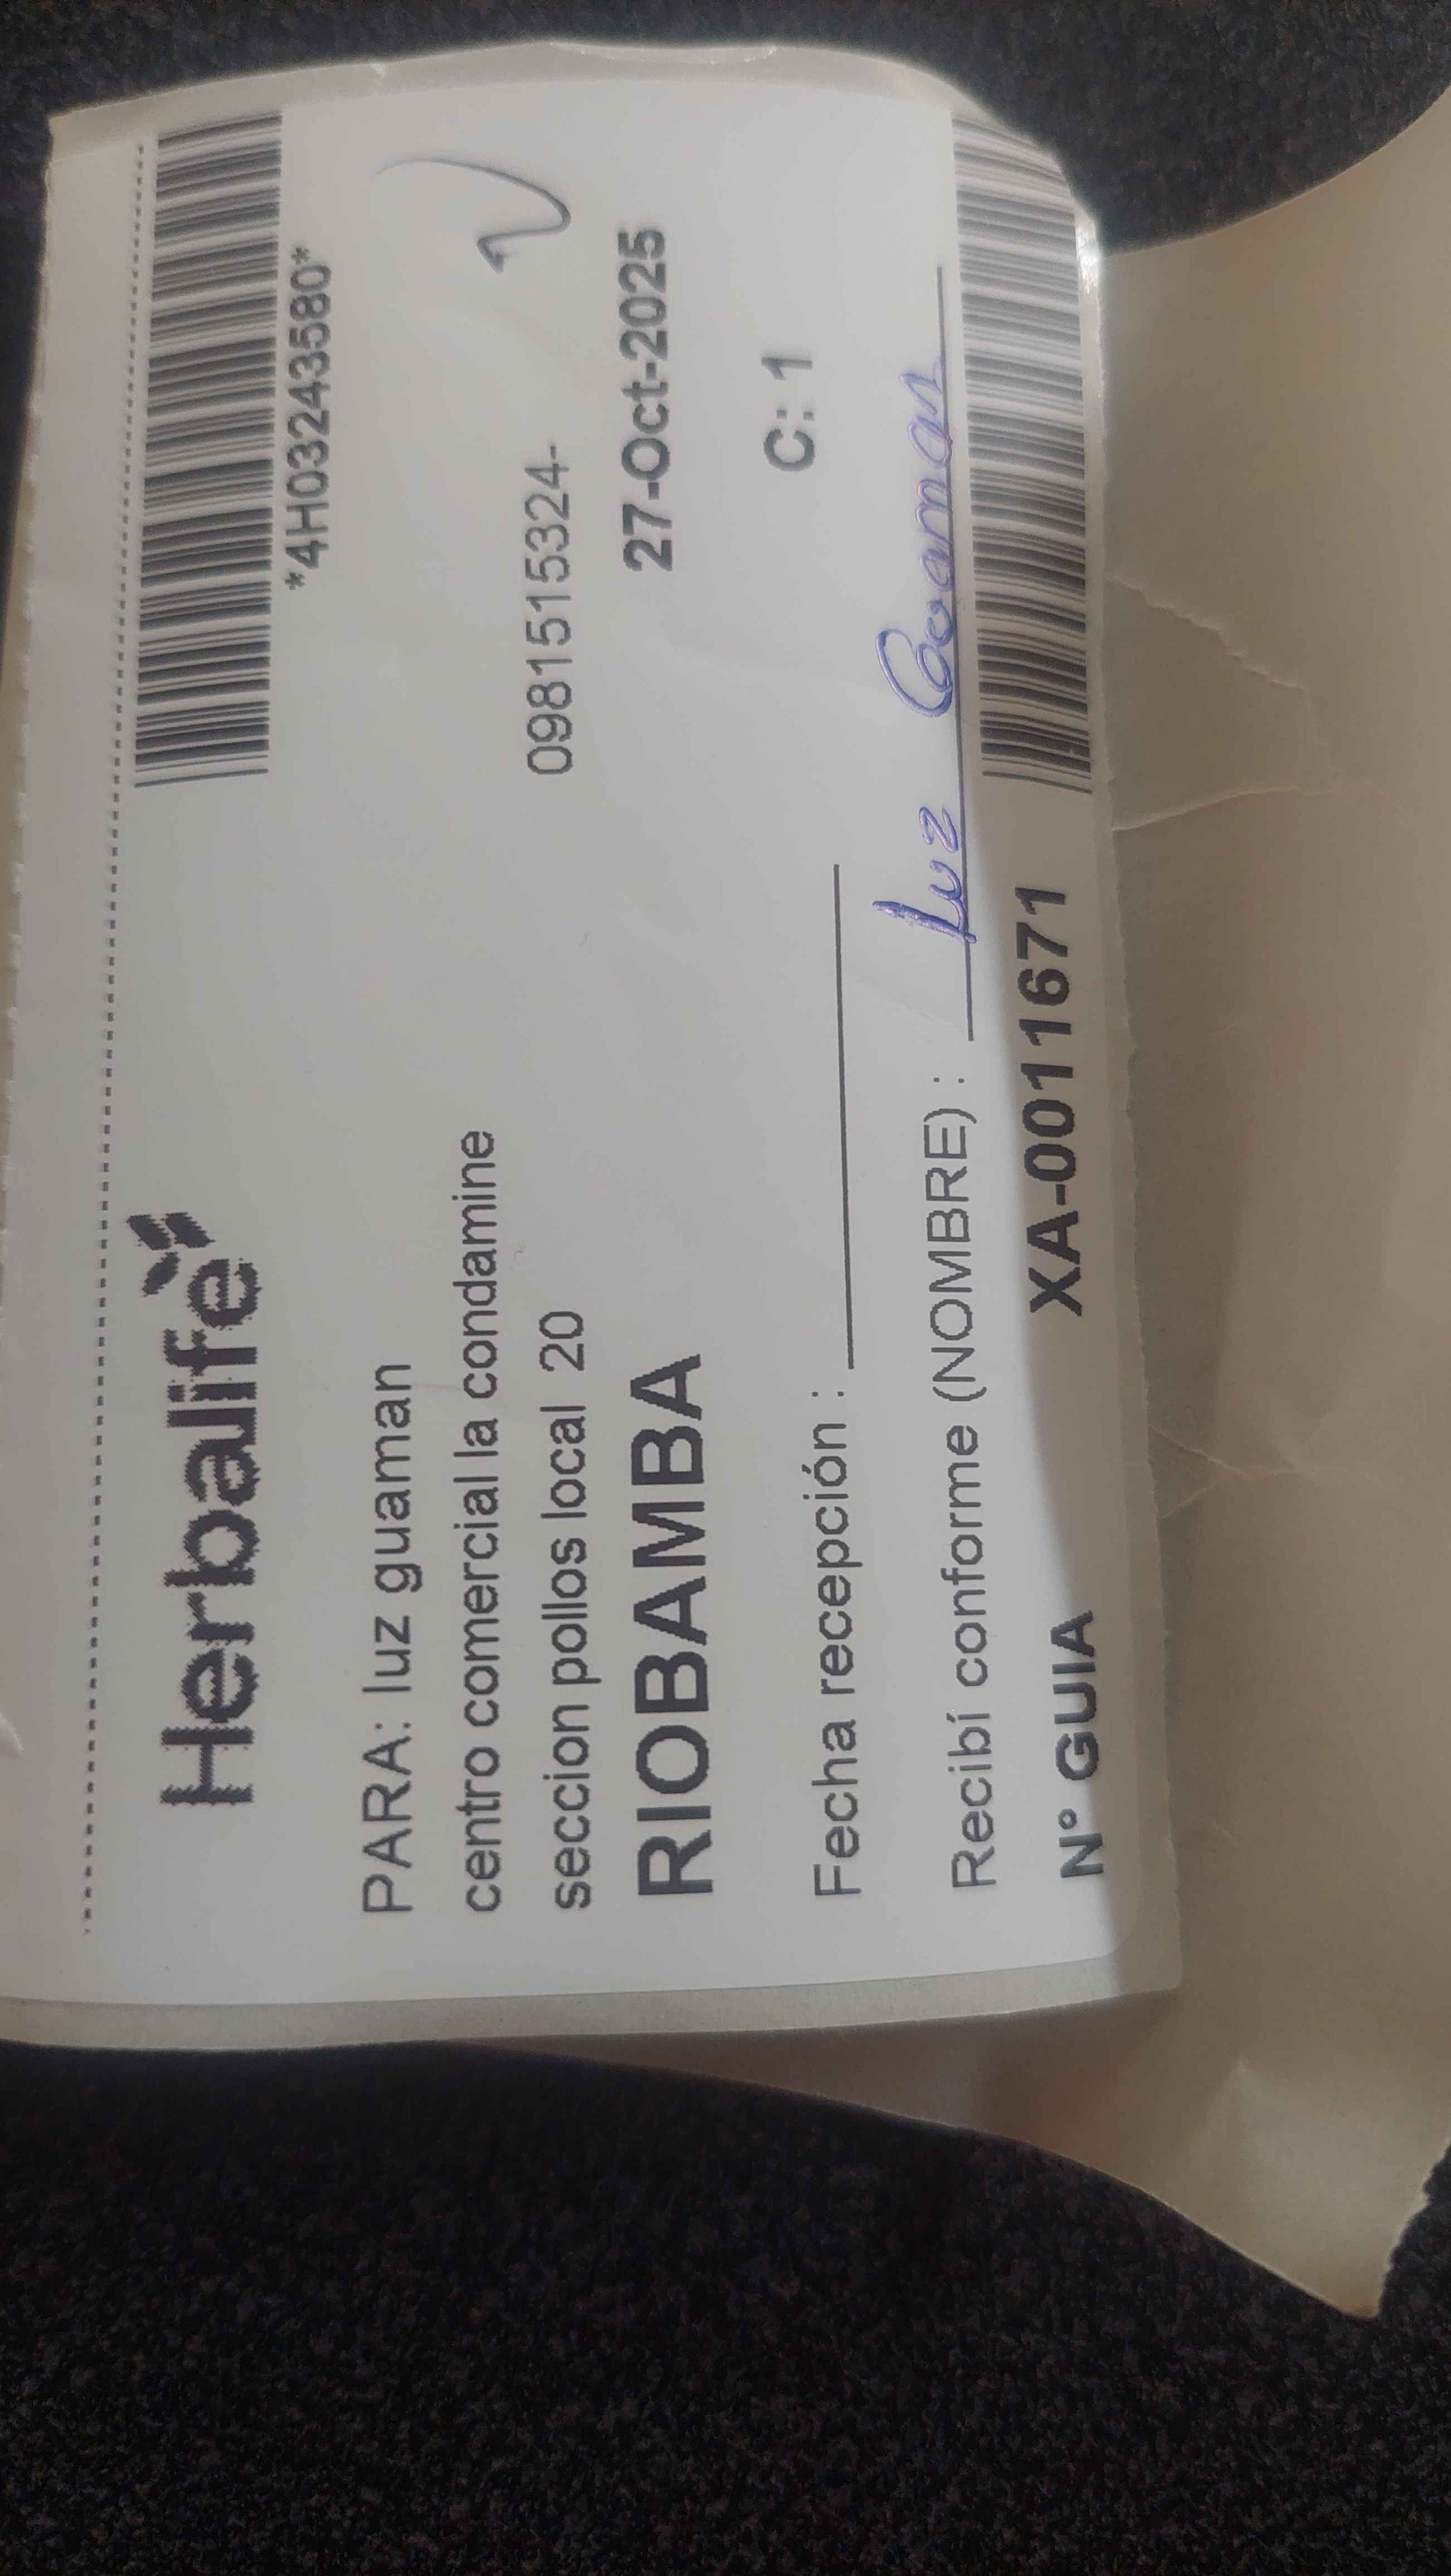 Herbalife
*4H03243580*
PARA: luz guaman
centro comercial la condamine
seccion pollos local 20
0981515324-
RIOBAMBA
27-Oct-2025
C: 1
Fecha recepción :
Recibí conforme (NOMBRE) : Luz Guaman
N° GUIA
XA-0011671